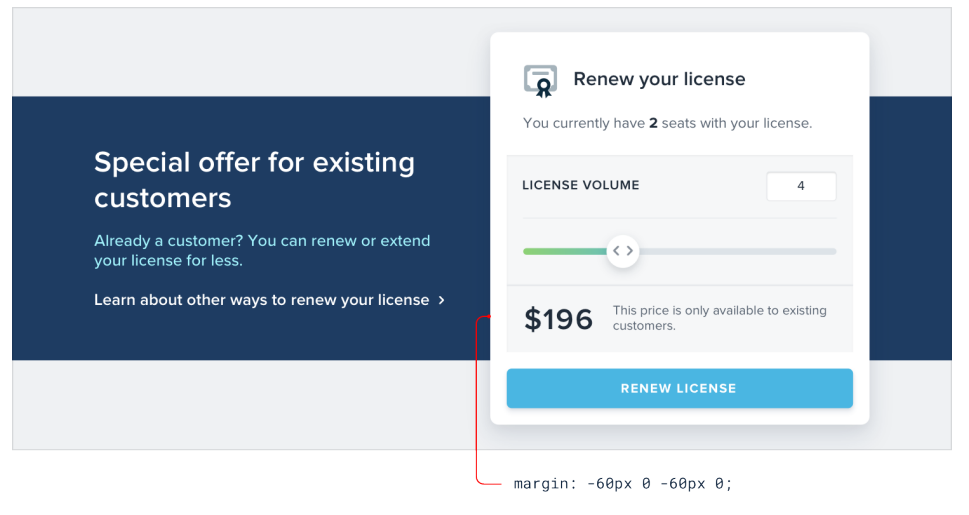 Special offer for existing
customers
Already a customer? You can renew or extend
your license for less.
Learn about other ways to renew your license ›
Renew your license
You currently have 2 seats with your license.
LICENSE VOLUME
4
$196
This price is only available to existing
customers.
RENEW LICENSE
margin: -60px 0 -60px 0;